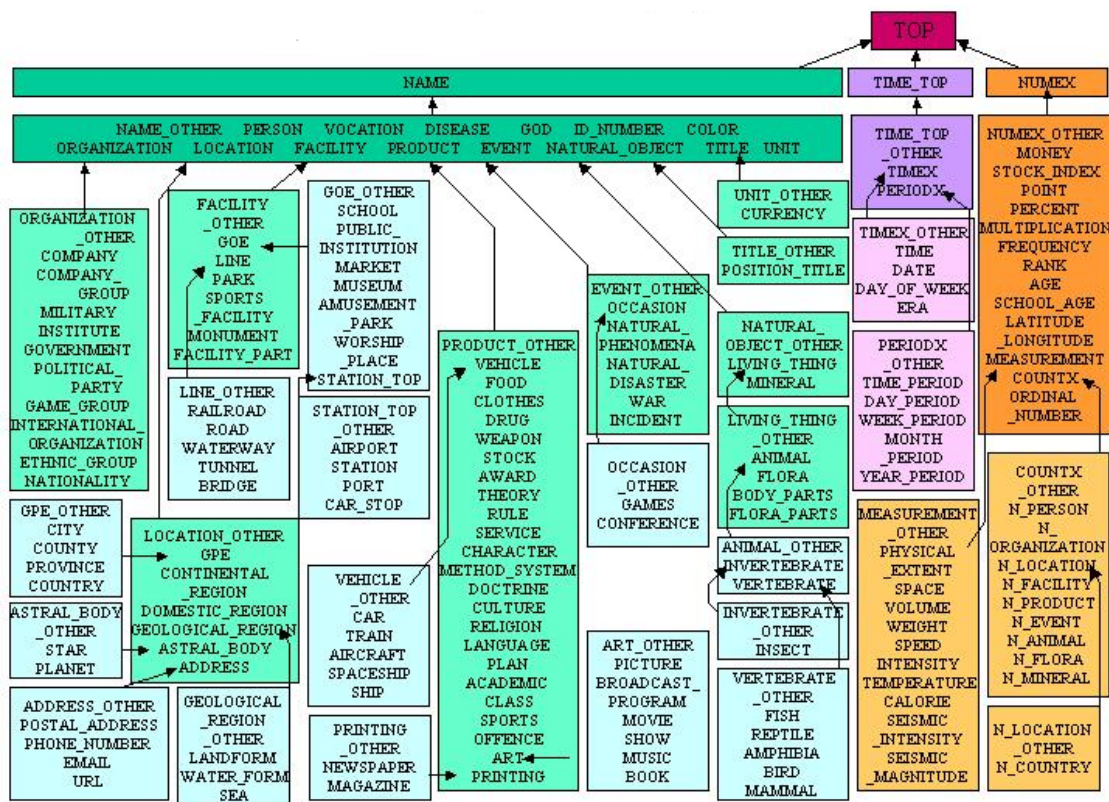 TOP
NAME
TIME_TOP
NUMEX
NAME_OTHER PERSON VOCATION DISEASE GOD ID_NUMBER COLOR
ORGANIZATION LOCATION FACILITY PRODUCT EVENT NATURAL_OBJECT TITLE UNIT
TIME_TOP
_OTHER
TIMEX
PERIODX
NUMEX_OTHER
MONEY
STOCK_INDEX
POINT
PERCENT
MULTIPLICATION
FREQUENCY
RANK
AGE
SCHOOL_AGE
LATITUDE
_LONGITUDE
MEASUREMENT
COUNTX
ORDINAL
_NUMBER
ORGANIZATION
_OTHER
COMPANY
COMPANY_
GROUP
MILITARY
INSTITUTE
GOVERNMENT
POLITICAL_
PARTY
GAME_GROUP
INTERNATIONAL_
ORGANIZATION
ETHNIC_GROUP
NATIONALITY
FACILITY
_OTHER
GOE
LINE
PARK
SPORTS
_FACILITY
MONUMENT
FACILITY_PART
GOE_OTHER
SCHOOL
PUBLIC_
INSTITUTION
MARKET
MUSEUM
AMUSEMENT
_PARK
WORSHIP
_PLACE
STATION_TOP
UNIT_OTHER
CURRENCY
TITLE_OTHER
POSITION_TITLE
TIMEX_OTHER
TIME
DATE
DAY_OF_WEEK
ERA
EVENT_OTHER
OCCASION
NATURAL_
PHENOMENA
NATURAL_
DISASTER
WAR
INCIDENT
NATURAL_
OBJECT_OTHER
LIVING_THING
MINERAL
PERIODX
_OTHER
TIME_PERIOD
DAY_PERIOD
WEEK_PERIOD
MONTH
_PERIOD
YEAR_PERIOD
PRODUCT_OTHER
VEHICLE
FOOD
CLOTHES
DRUG
WEAPON
STOCK
AWARD
THEORY
RULE
SERVICE
CHARACTER
METHOD_SYSTEM
DOCTRINE
CULTURE
RELIGION
LANGUAGE
PLAN
ACADEMIC
CLASS
SPORTS
OFFENCE
ART
PRINTING
LINE_OTHER
RAILROAD
ROAD
WATERWAY
TUNNEL
BRIDGE
STATION_TOP
_OTHER
AIRPORT
STATION
PORT
CAR_STOP
LIVING_THING
_OTHER
ANIMAL
FLORA
BODY_PARTS
FLORA_PARTS
OCCASION
_OTHER
GAMES
CONFERENCE
COUNTX
_OTHER
N_PERSON
N_
ORGANIZATION
N_LOCATION
N_FACILITY
N_PRODUCT
N_EVENT
N_ANIMAL
N_FLORA
N_MINERAL
GPE_OTHER
CITY
COUNTY
PROVINCE
COUNTRY
LOCATION_OTHER
GPE
CONTINENTAL
_REGION
DOMESTIC_REGION
GEOLOGICAL_REGION
ASTRAL_BODY
ADDRESS
MEASUREMENT
_OTHER
PHYSICAL
_EXTENT
SPACE
VOLUME
WEIGHT
SPEED
INTENSITY
TEMPERATURE
CALORIE
SEISMIC
_INTENSITY
SEISMIC
_MAGNITUDE
ANIMAL_OTHER
INVERTEBRATE
VERTEBRATE
VEHICLE
_OTHER
CAR
TRAIN
AIRCRAFT
SPACESHIP
SHIP
ASTRAL_BODY
_OTHER
STAR
PLANET
INVERTEBRATE
_OTHER
INSECT
ART_OTHER
PICTURE
BROADCAST_
PROGRAM
MOVIE
SHOW
MUSIC
BOOK
VERTEBRATE
_OTHER
FISH
REPTILE
AMPHIBIA
BIRD
MAMMAL
ADDRESS_OTHER
POSTAL_ADDRESS
PHONE_NUMBER
EMAIL
URL
GEOLOGICAL
_REGION
_OTHER
LANDFORM
WATER_FORM
SEA
PRINTING
_OTHER
NEWSPAPER
MAGAZINE
N_LOCATION
_OTHER
N_COUNTRY